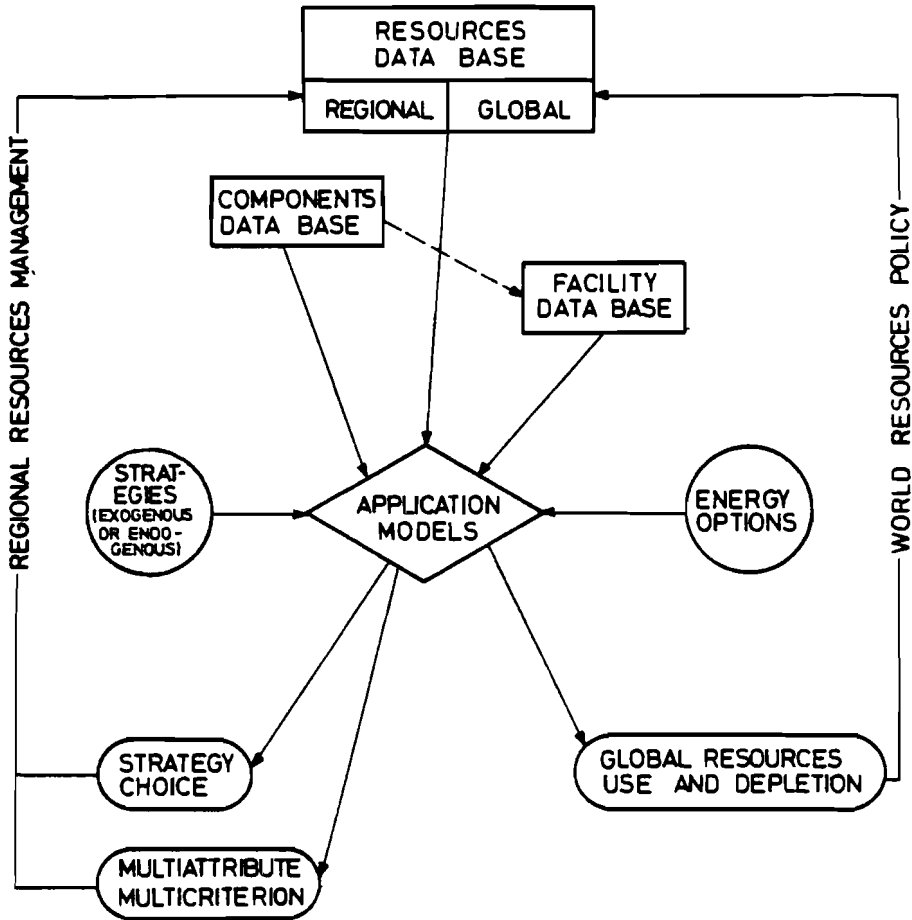 RESOURCES
DATA BASE
REGIONAL
GLOBAL
COMPONENTS
DATA BASE
FACILITY
DATA BASE
REGIONAL RESOURCES MANAGEMENT
WORLD RESOURCES POLICY
STRAT-
EGIES
(EXOGENOUS
OR ENDO-
GENOUS)
APPLICATION
MODELS
ENERGY
OPTIONS
STRATEGY
CHOICE
GLOBAL RESOURCES
USE AND DEPLETION
MULTIATTRIBUTE
MULTICRITERION